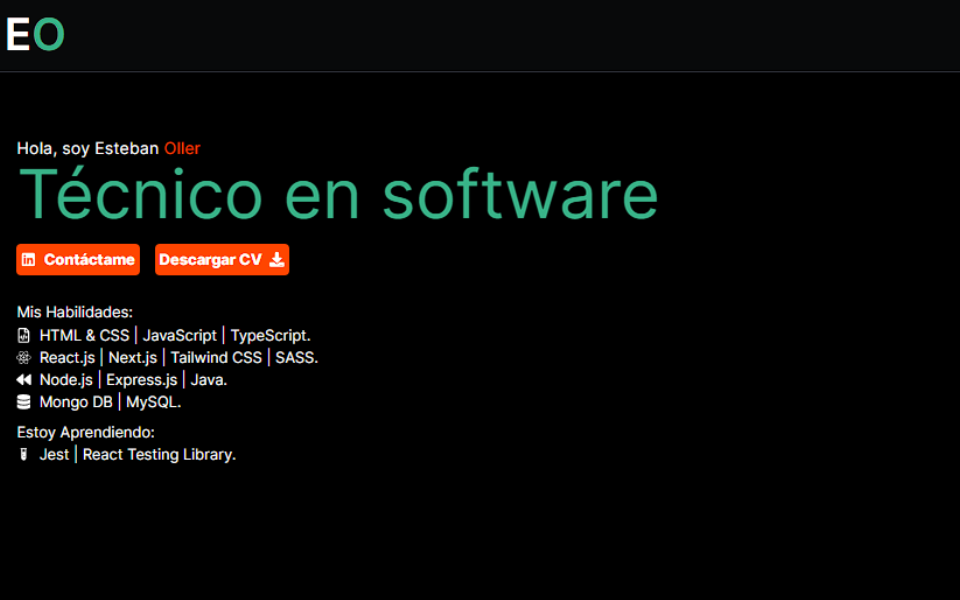 EO
Hola, soy Esteban Oller
Técnico en software
Contáctame Descargar CV
Mis Habilidades:
HTML & CSS | JavaScript | TypeScript.
React.js | Next.js | Tailwind CSS | SASS.
Node.js | Express.js | Java.
Mongo DB | MySQL.
Estoy Aprendiendo:
Jest | React Testing Library.